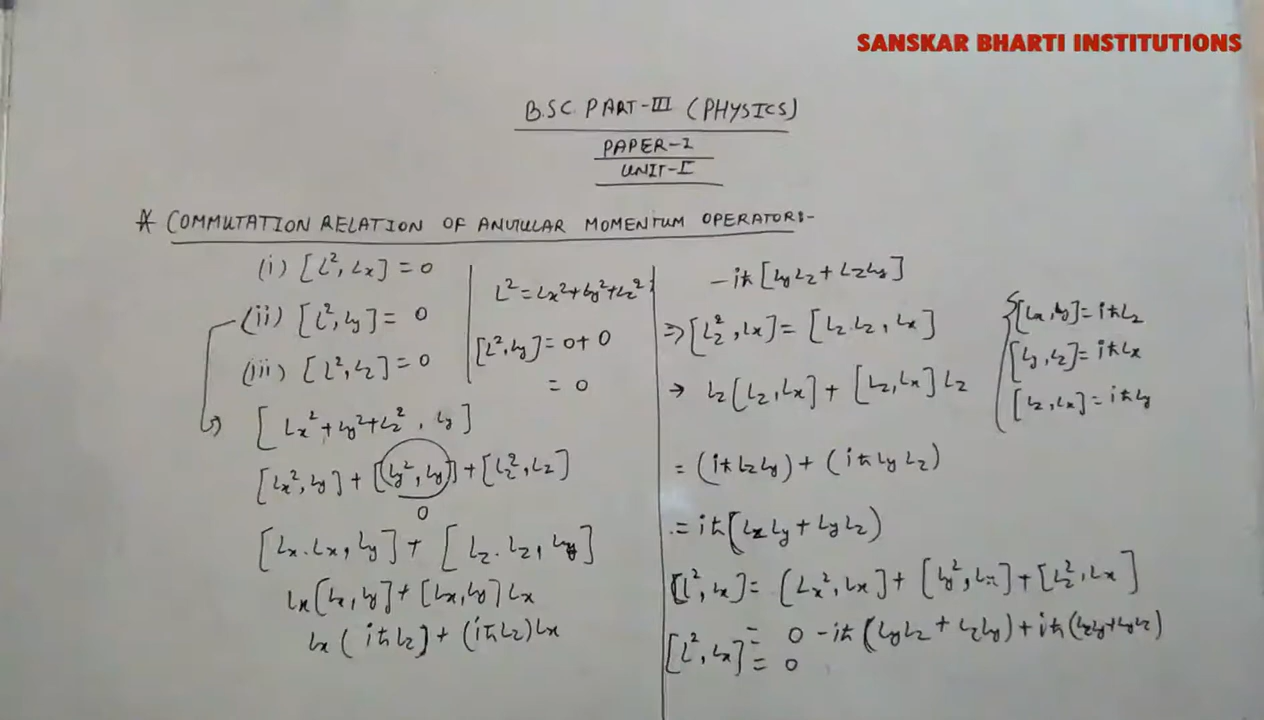 SANSKAR BHARTI INSTITUTIONS
B.SC. PART-III (PHYSICS)
PAPER-I
UNIT-I
* COMMUTATION RELATION OF ANGULAR MOMENTUM OPERATORS-
(i) [L², Lx] = 0
(ii) [L², Ly] = 0
(iii) [L², Lz] = 0
[Lx²+Ly²+Lz², Ly]
[Lx², Ly] + [Ly², Ly] + [Lz², Lz]
0
[Lx.Lx, Ly] + [Lz.Lz, Ly]
Lx[Lx, Ly] + [Lx, Ly]Lx
Lx(iħLz] + (iħLz)Lx
L² = Lx²+Ly²+Lz²
[L², Ly] = 0+0
= 0
-iħ[LyLz + LzLy]
⇒ [Lz², Lx] = [Lz.Lz, Lx]
→ Lz[Lz, Lx] + [Lz, Lx]Lz
= (iħLzLy) + (iħLyLz)
= iħ(LzLy + LyLz)
[L², Lx] = [Lx², Lx] + [Ly², Lx] + [Lz², Lx]
= 0 - iħ(LyLz + LzLy) + iħ(LzLy+LyLz)
[L², Lx] = 0
[Lx, Ly] = iħLz
[Ly, Lz] = iħLx
[Lz, Lx] = iħLy